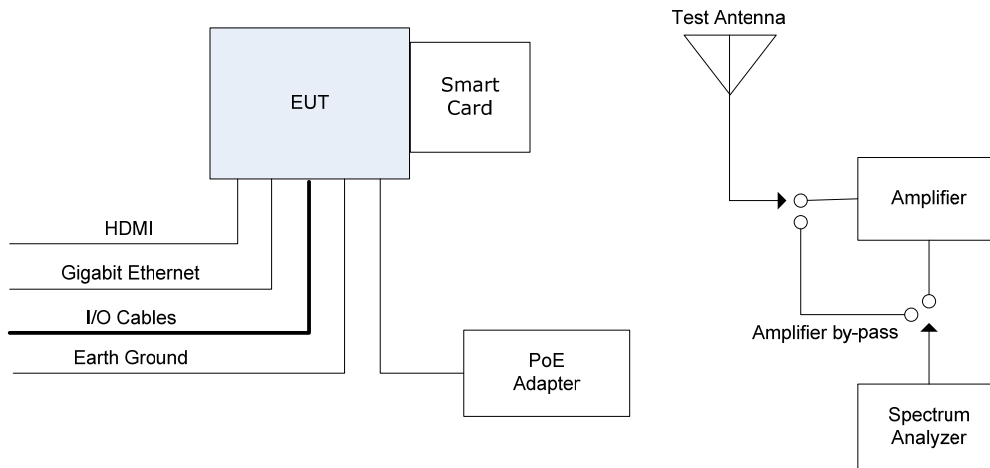 Test Antenna
EUT
Smart
Card
Amplifier
HDMI
Gigabit Ethernet
I/O Cables
Amplifier by-pass
Earth Ground
PoE
Adapter
Spectrum
Analyzer